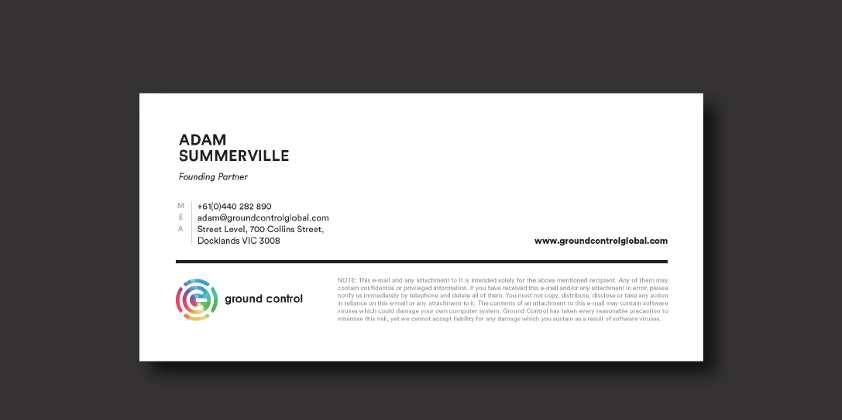 ADAM
SUMMERVILLE
Founding Partner
M +61(0)440 282 890
E adam@groundcontrolglobal.com
A Street Level, 700 Collins Street,
Docklands VIC 3008
www.groundcontrolglobal.com
ground control
NOTE: This e-mail and any attachment to it is intended solely for the above mentioned recipient. Any of them may
contain confidential or privileged information. If you have received this e-mail and/or any attachment in error, please
notify us immediately by telephone and delete all of them. You must not copy, distribute, disclose or take any action
in reliance on this e-mail or any attachment to it. The contents of an attachment to this e-mail may contain software
viruses which could damage your own computer system. Ground Control has taken every reasonable precaution to
minimise this risk, yet we cannot accept liability for any damage which you sustain as a result of software viruses.